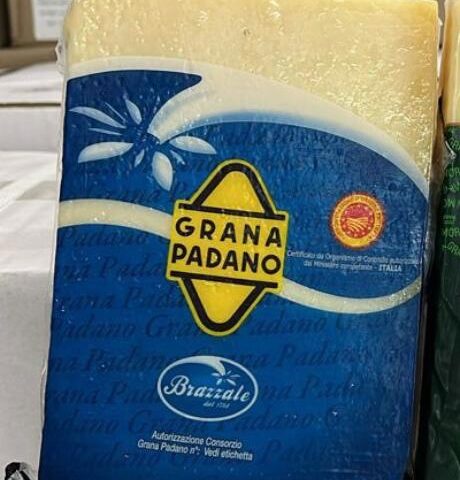 GRANA
PADANO
Certificato da Organismo di Controllo autorizzato
dal Ministero competente - ITALIA
Brazzale
dal 1784
Autorizzazione Consorzio
Grana Padano n°: Vedi etichetta